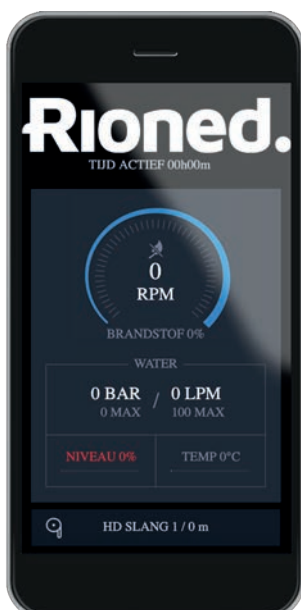 Rioned.
TIJD ACTIEF 00h00m
0
RPM
BRANDSTOF 0%
WATER
0 BAR / 0 LPM
0 MAX 100 MAX
NIVEAU 0% TEMP 0°C
HD SLANG 1 / 0 m